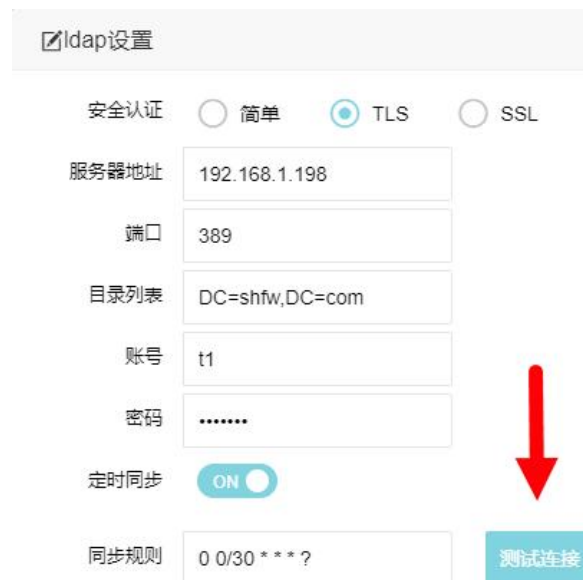 ldap设置
安全认证 简单 TLS SSL
服务器地址 192.168.1.198
端口 389
目录列表 DC=shfw,DC=com
账号 t1
密码 •••••••
定时同步 ON
同步规则 0 0/30 * * * ? 测试连接